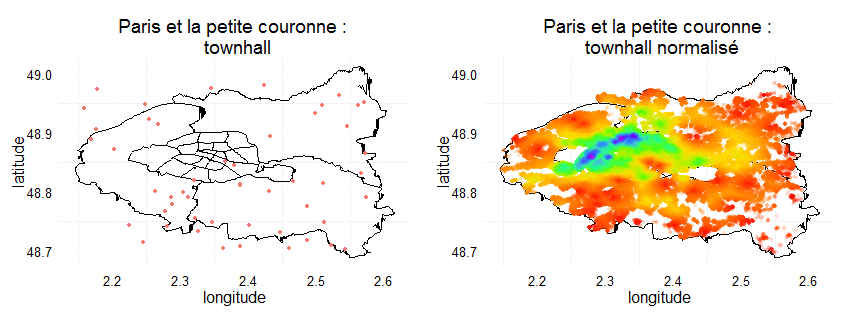 Paris et la petite couronne :
townhall
49.0
48.9
48.8
48.7
latitude
2.2 2.3 2.4 2.5 2.6
longitude
Paris et la petite couronne :
townhall normalisé
49.0
48.9
48.8
48.7
latitude
2.2 2.3 2.4 2.5 2.6
longitude